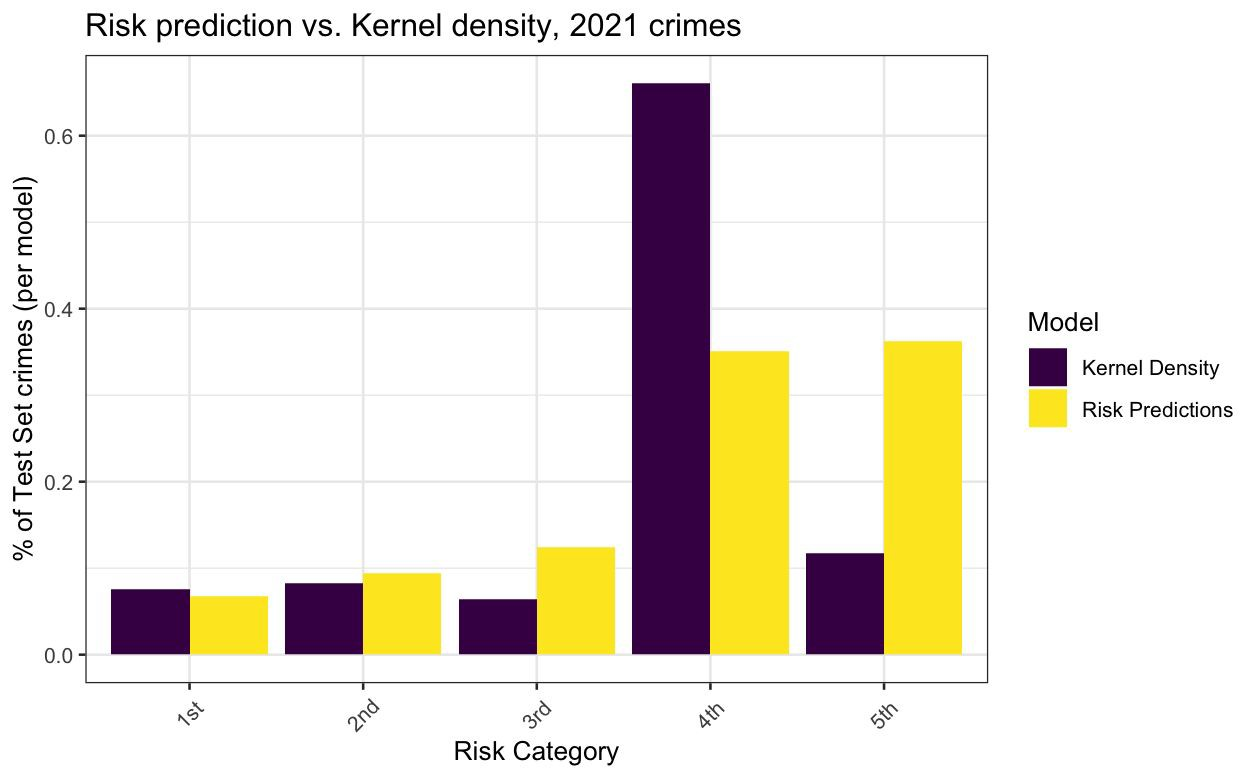 Risk prediction vs. Kernel density, 2021 crimes
% of Test Set crimes (per model)
0.6
0.4
0.2
0.0
1st
2nd
3rd
4th
5th
Risk Category
Model
Kernel Density
Risk Predictions